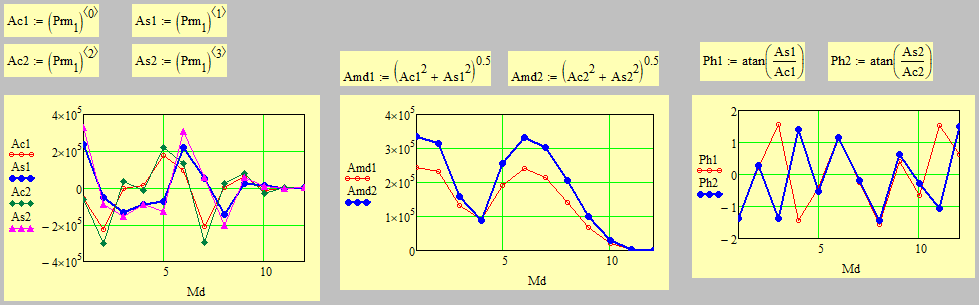 Ac1 := (Prm₁)^⟨0⟩ As1 := (Prm₁)^⟨1⟩
Ac2 := (Prm₁)^⟨2⟩ As2 := (Prm₁)^⟨3⟩
Amd1 := (Ac1² + As1²)^0.5 Amd2 := (Ac2² + As2²)^0.5
Ph1 := atan(As1/Ac1) Ph2 := atan(As2/Ac2)
4×10⁵
2×10⁵
0
−2×10⁵
−4×10⁵
Ac1
As1
Ac2
As2
5 10
Md
4×10⁵
3×10⁵
2×10⁵
1×10⁵
0
Amd1
Amd2
5 10
Md
2
1
0
−1
−2
Ph1
Ph2
5 10
Md